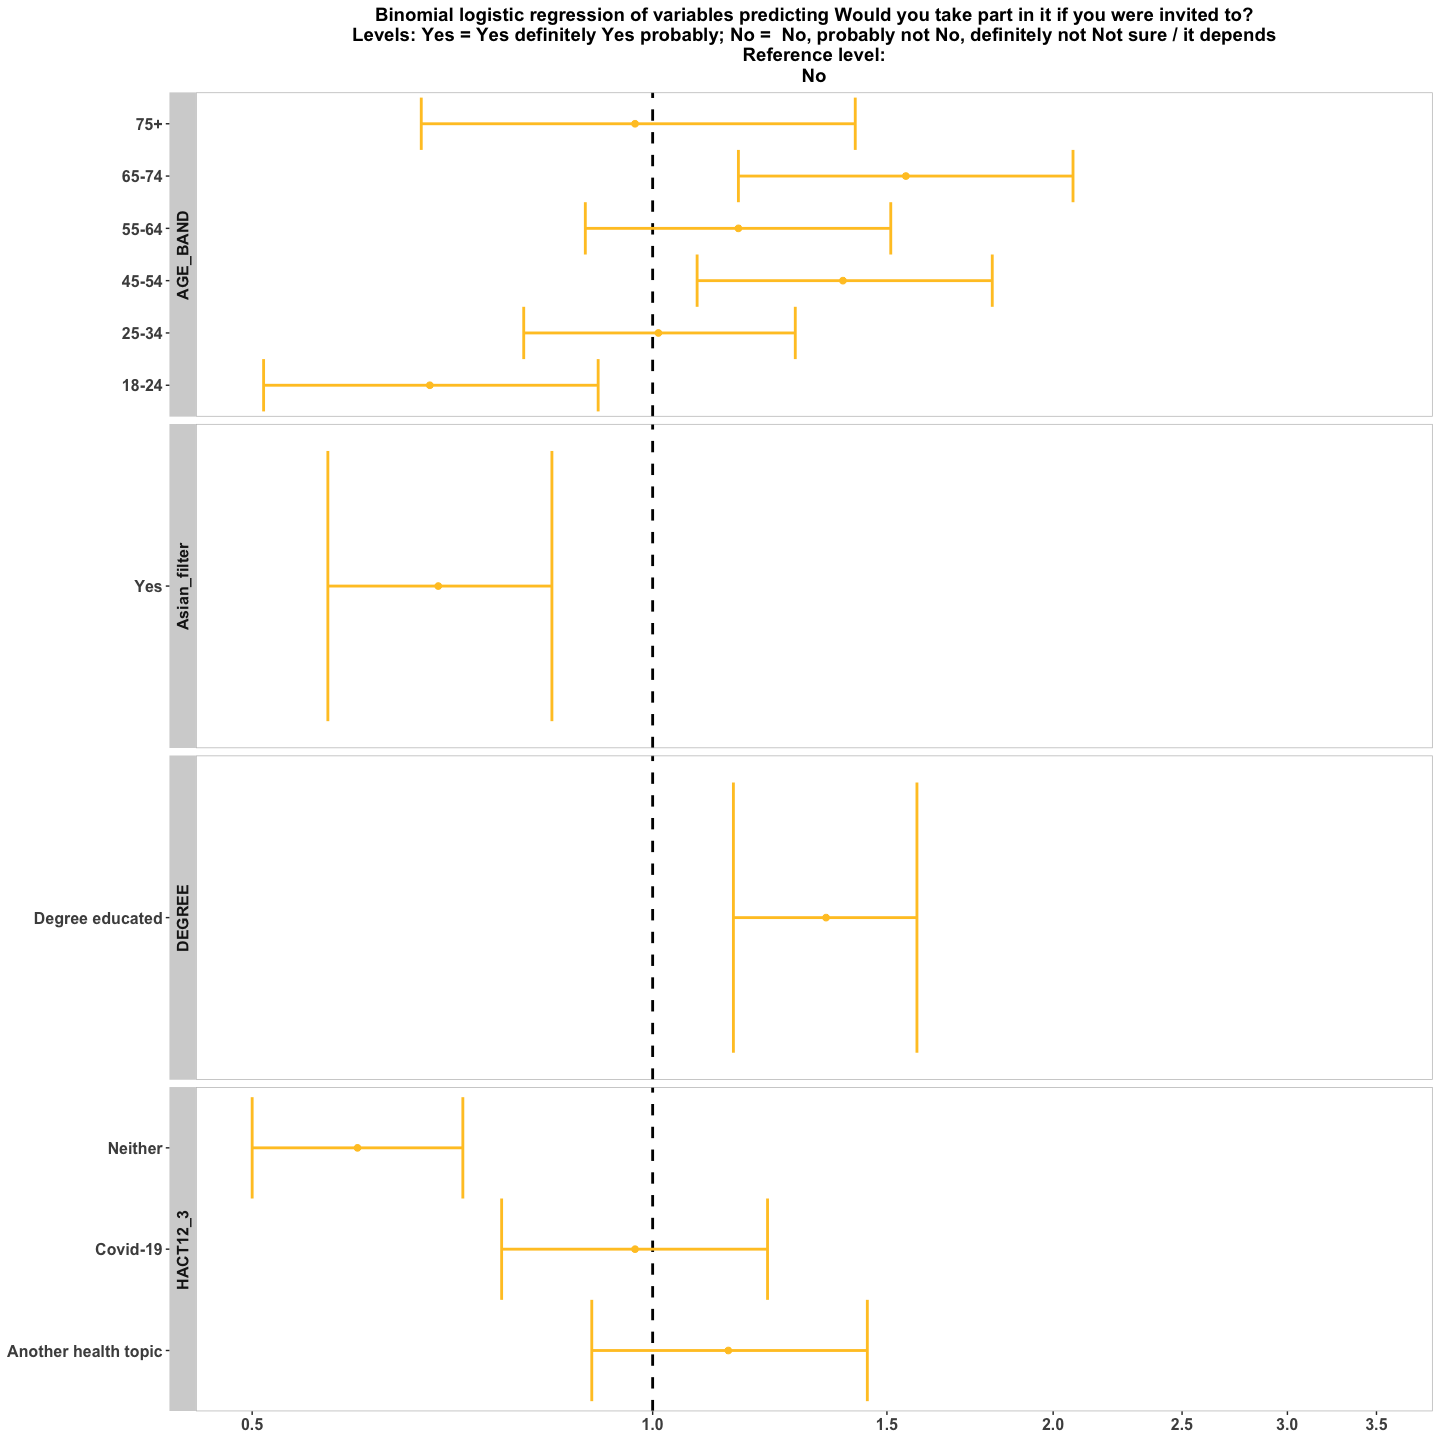 Binomial logistic regression of variables predicting Would you take part in it if you were invited to?
Levels: Yes = Yes definitely Yes probably; No =  No, probably not No, definitely not Not sure / it depends
Reference level:
No
AGE_BAND
75+
65-74
55-64
45-54
25-34
18-24
Asian_filter
Yes
DEGREE
Degree educated
HACT12_3
Neither
Covid-19
Another health topic
0.5 1.0 1.5 2.0 2.5 3.0 3.5